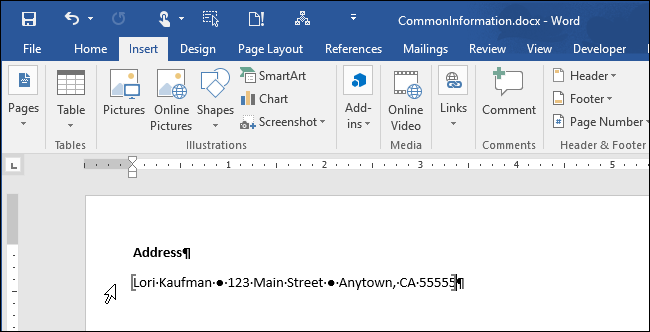 CommonInformation.docx - Word
File Home Insert Design Page Layout References Mailings Review View Developer
Pages Table Pictures Online Pictures Shapes SmartArt Chart Screenshot Add-ins Online Video Links Comment Header Footer Page Number
Tables Illustrations Media Comments Header & Footer
1 2 3 4 5
Address¶
Lori·Kaufman·●·123·Main·Street·●·Anytown,·CA·55555¶